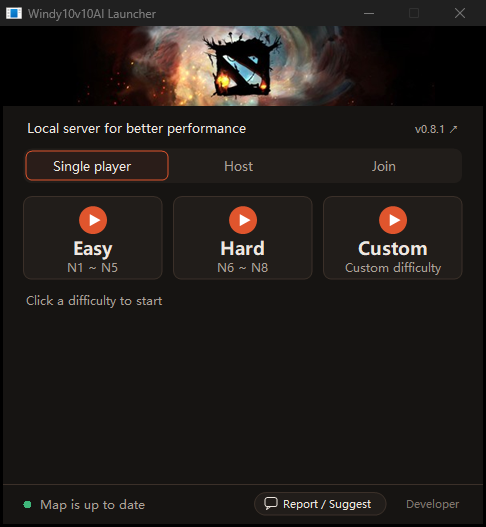 Windy10v10AI Launcher
Local server for better performance
v0.8.1 ↗
Single player
Host
Join
Easy
N1 ~ N5
Hard
N6 ~ N8
Custom
Custom difficulty
Click a difficulty to start
Map is up to date
Report / Suggest
Developer